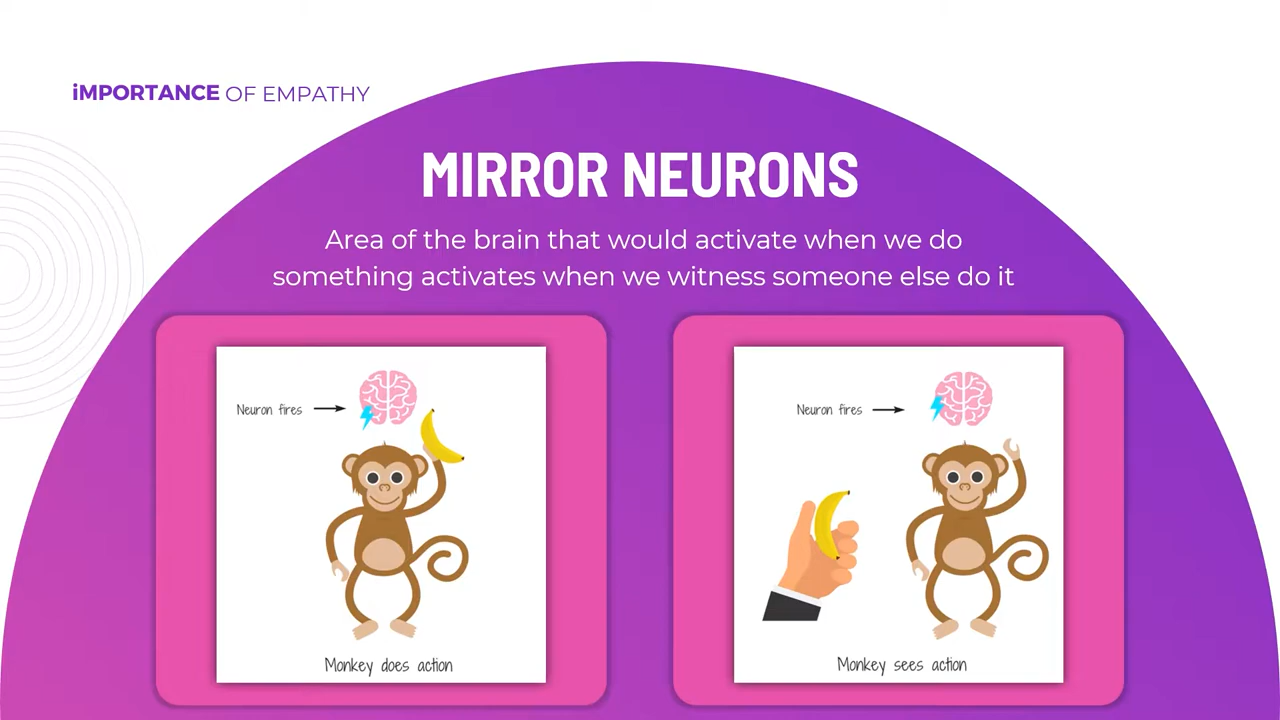 iMPORTANCE OF EMPATHY
MIRROR NEURONS
Area of the brain that would activate when we do
something activates when we witness someone else do it
Neuron fires
Monkey does action
Neuron fires
Monkey sees action